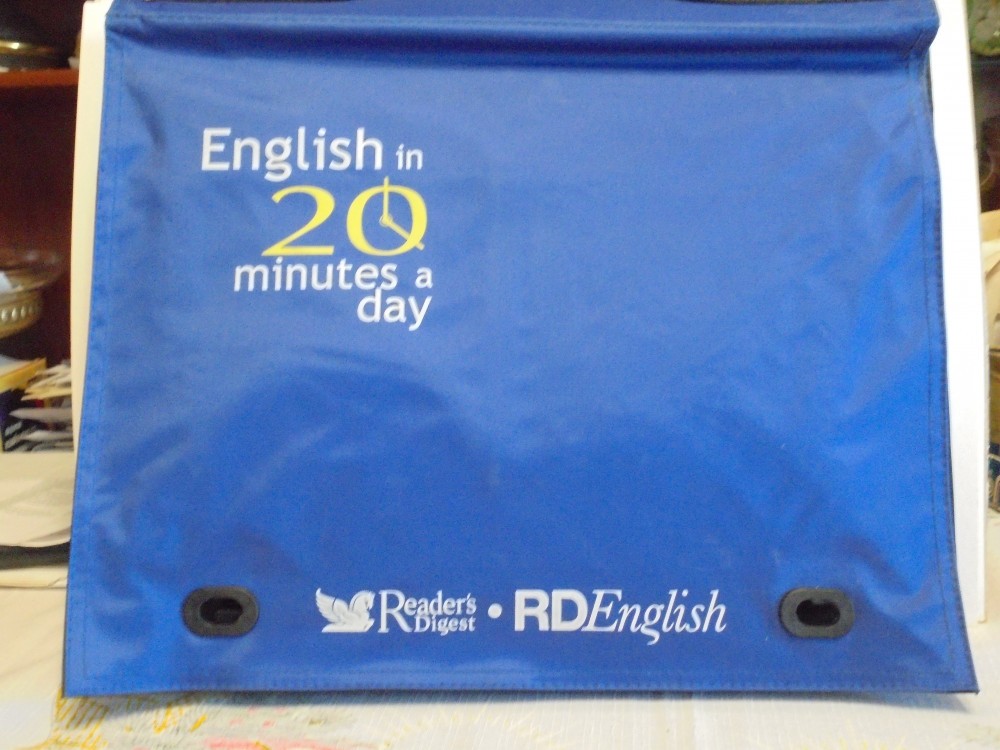 English in
20
minutes a
day
Reader's Digest • RDEnglish